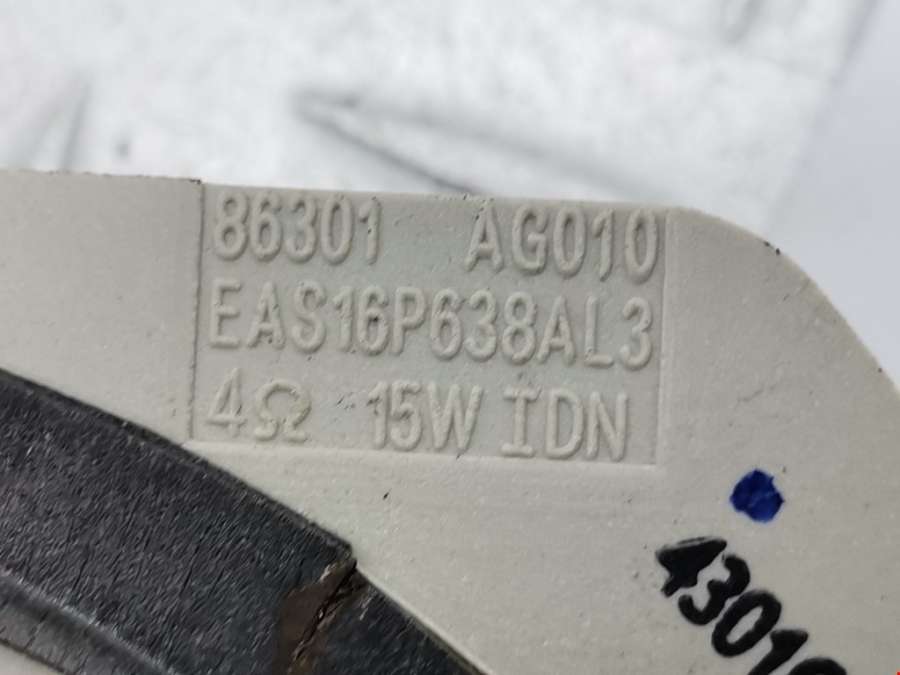 86301 AG010
EAS16P638AL3
4Ω 15W IDN